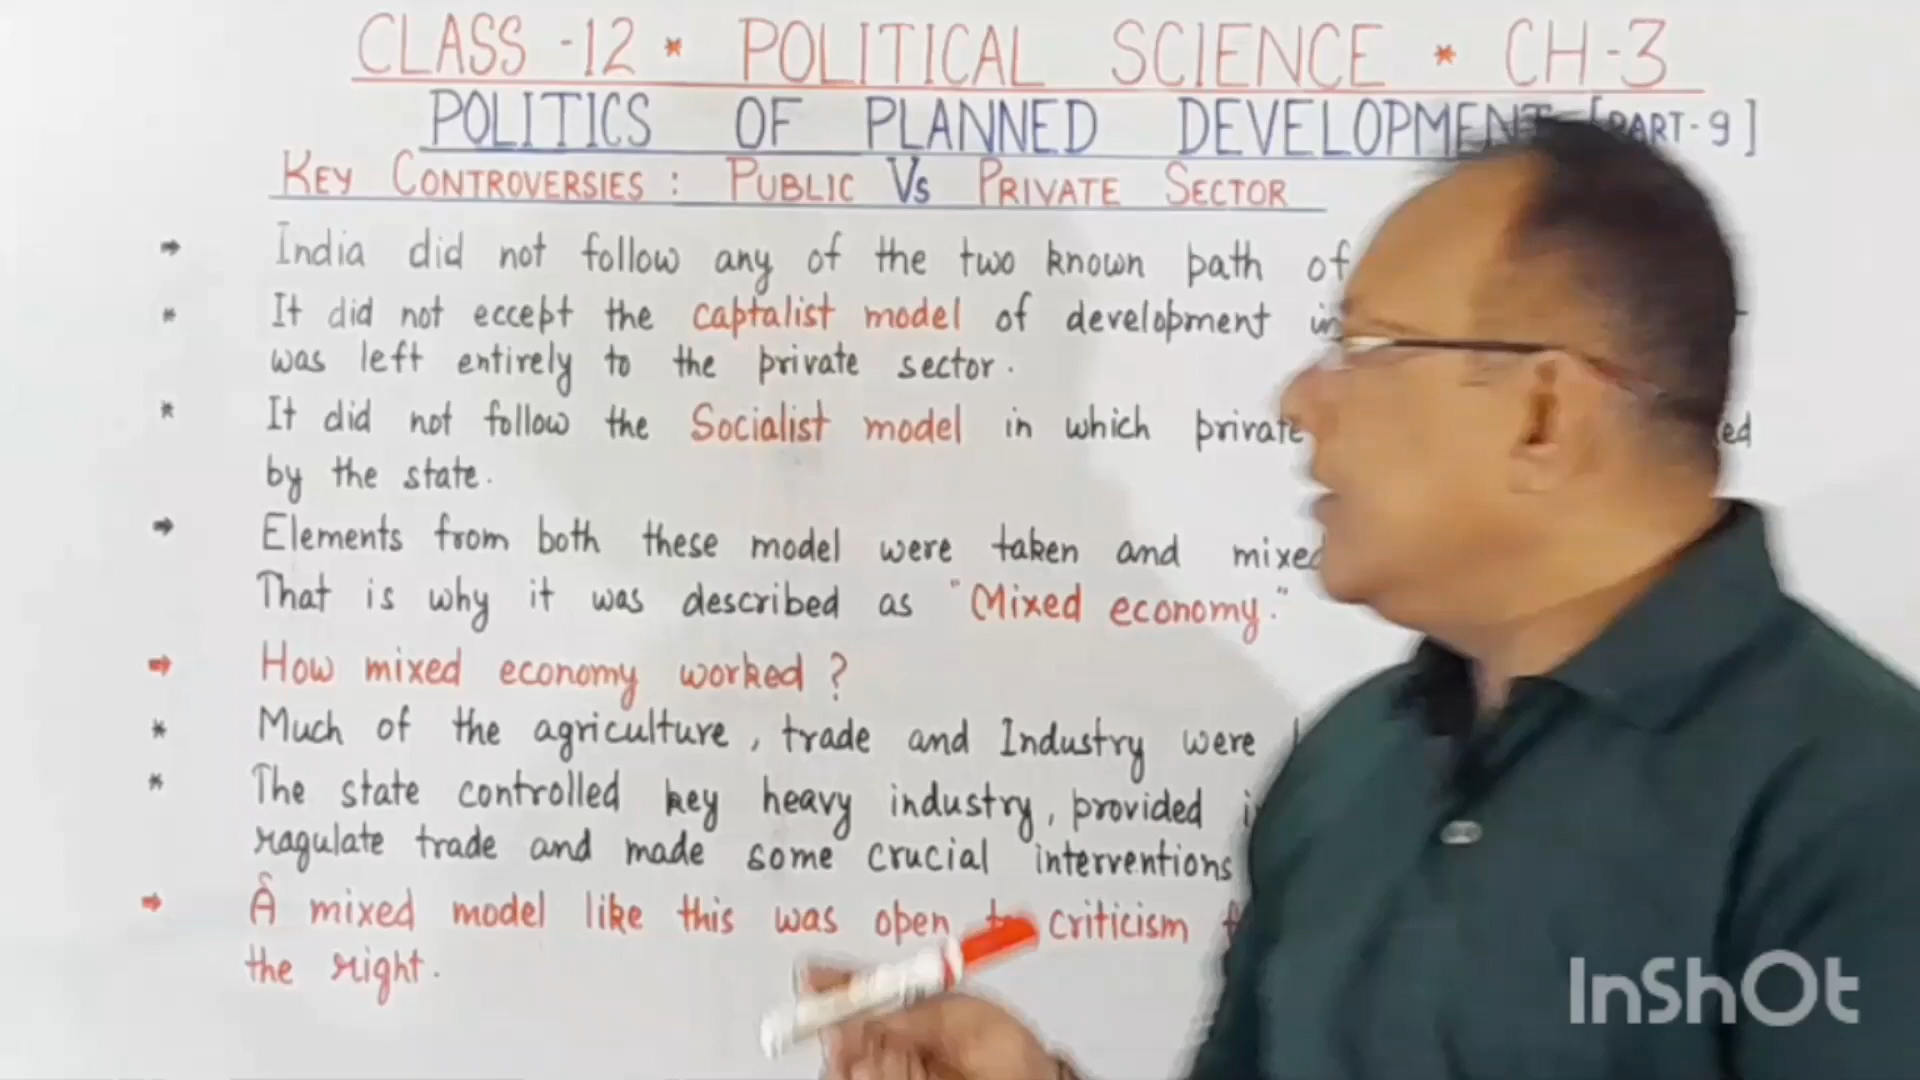 CLASS -12 * POLITICAL SCIENCE * CH-3
POLITICS OF PLANNED DEVELOPMENT [PART-9]
KEY CONTROVERSIES : PUBLIC Vs PRIVATE SECTOR
→ India did not follow any of the two known path of
* It did not eccept the captalist model of development in
was left entirely to the private sector.
* It did not follow the Socialist model in which private
by the state.
→ Elements from both these model were taken and mixed
That is why it was described as "Mixed economy."
→ How mixed economy worked ?
* Much of the agriculture, trade and Industry were
* The state controlled key heavy industry, provided
ragulate trade and made some crucial interventions
→ A mixed model like this was open to criticism
the right.
InShOt